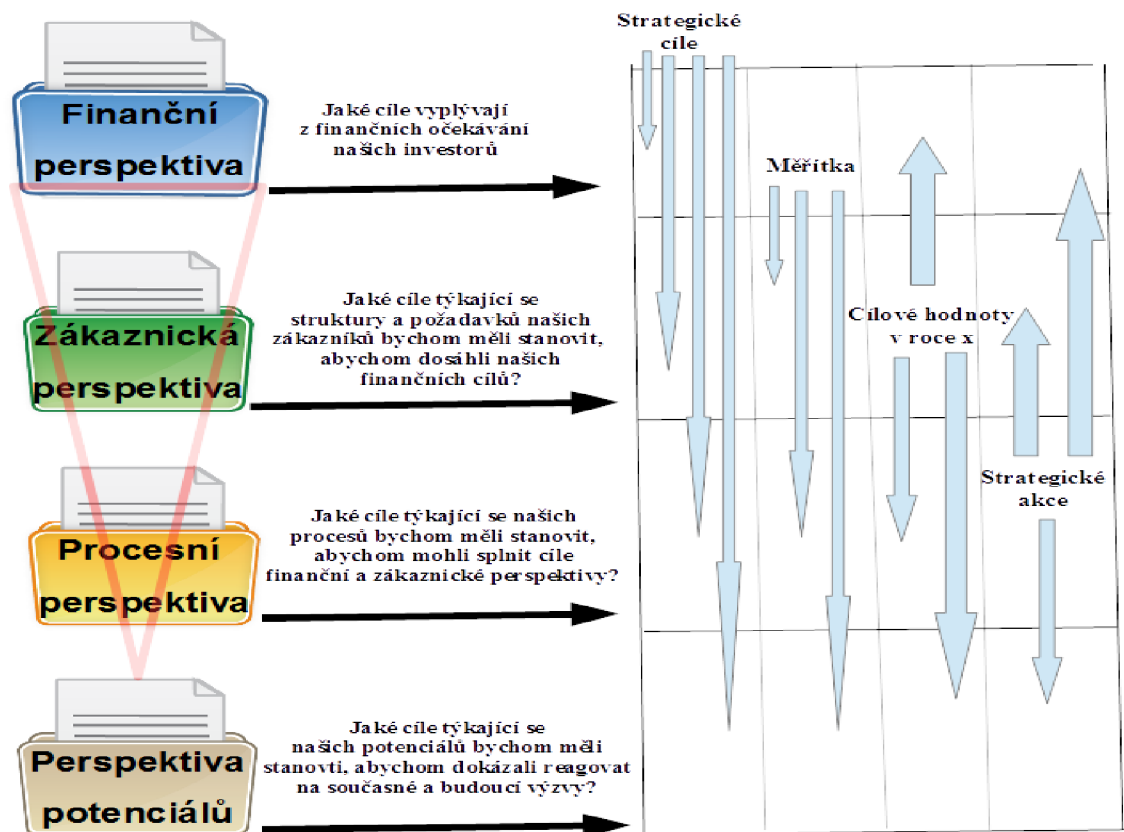 Finanční
perspektiva
Jaké cíle vyplývají
z finančních očekávání
našich investorů
Zákaznická
perspektiva
Jaké cíle týkající se
struktury a požadavků našich
zákazníků bychom měli stanovit,
abychom dosáhli našich
finančních cílů?
Procesní
perspektiva
Jaké cíle týkající se našich
procesů bychom měli stanovit,
abychom mohli splnit cíle
finanční a zákaznické perspektivy?
Perspektiva
potenciálů
Jaké cíle týkající se
našich potenciálů bychom měli
stanovti, abychom dokázali reagovat
na současné a budoucí výzvy?
Strategické
cíle
Měřítka
Cílové hodnoty
v roce x
Strategické
akce